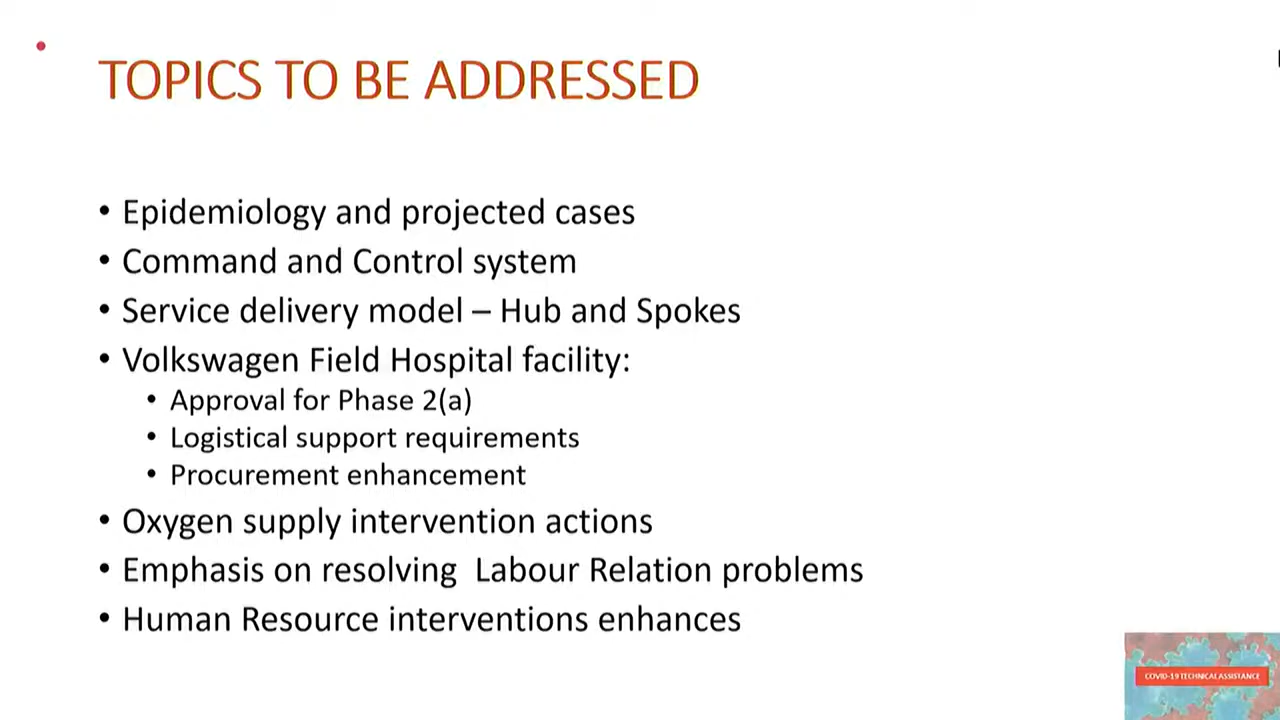 TOPICS TO BE ADDRESSED
• Epidemiology and projected cases
• Command and Control system
• Service delivery model – Hub and Spokes
• Volkswagen Field Hospital facility:
• Approval for Phase 2(a)
• Logistical support requirements
• Procurement enhancement
• Oxygen supply intervention actions
• Emphasis on resolving  Labour Relation problems
• Human Resource interventions enhances
COVID-19 TECHNICAL ASSISTANCE